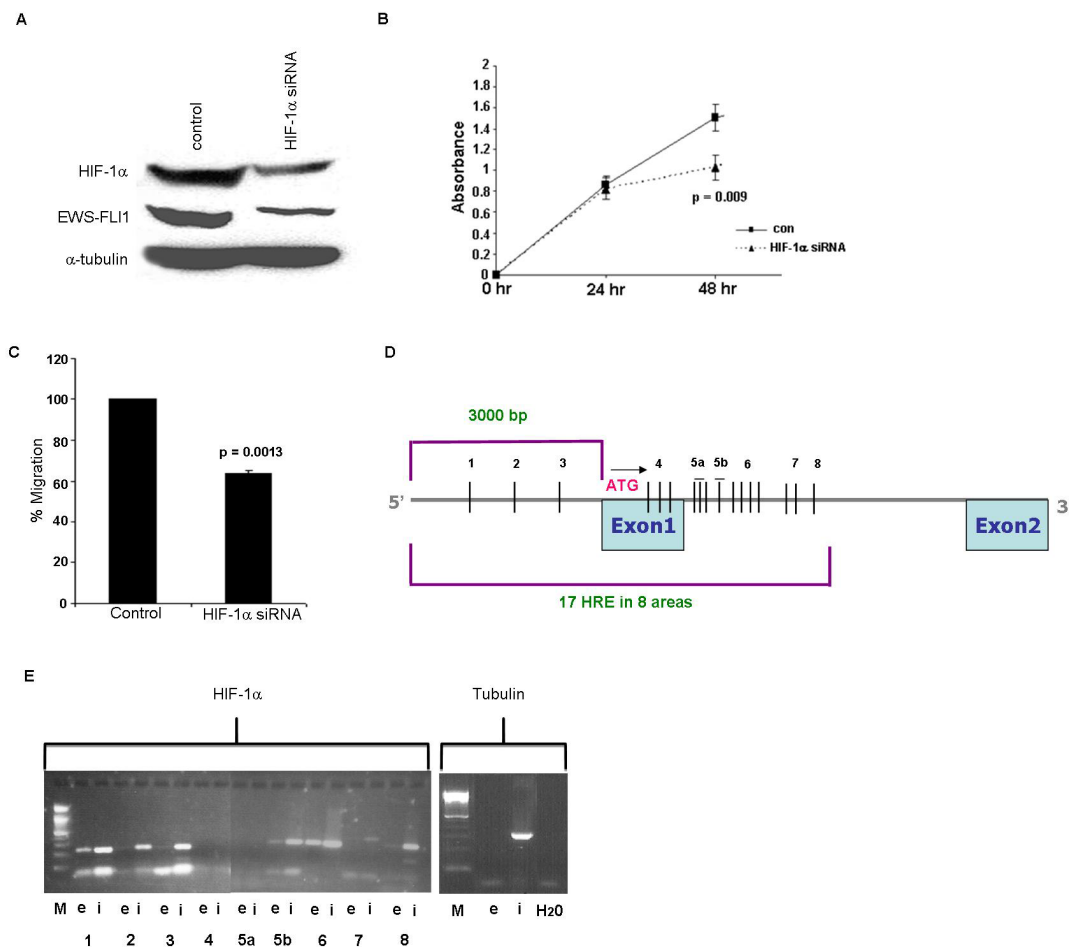 A
control
HIF-1α siRNA
HIF-1α
EWS-FLI1
α-tubulin
B
Absorbance
2
1.8
1.6
1.4
1.2
1
0.8
0.6
0.4
0.2
0
0 hr
24 hr
48 hr
p = 0.009
con
HIF-1α siRNA
C
% Migration
120
100
80
60
40
20
0
p = 0.0013
Control
HIF-1α siRNA
D
3000 bp
1 2 3 4 5a 5b 6 7 8
ATG
5’
3
Exon1
Exon2
17 HRE in 8 areas
E
HIF-1α
Tubulin
M e i e i e i e i e i e i e i e i e i
1 2 3 4 5a 5b 6 7 8
M e i H20